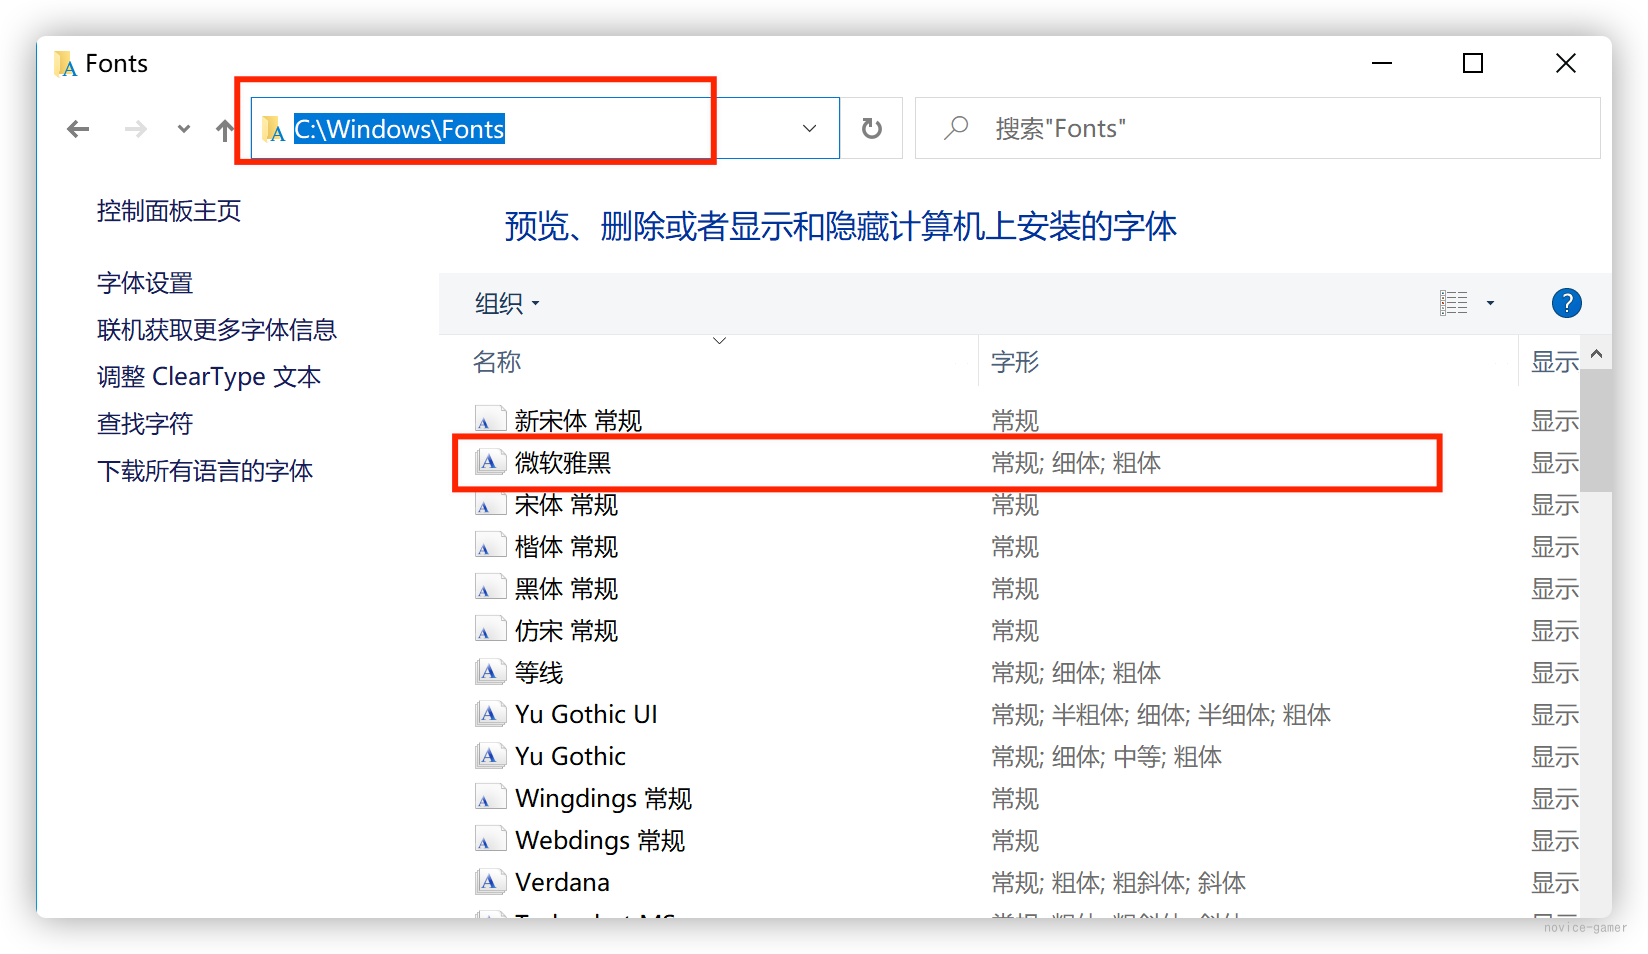 Fonts
C:\Windows\Fonts
搜索"Fonts"
控制面板主页
字体设置
联机获取更多字体信息
调整 ClearType 文本
查找字符
下载所有语言的字体
预览、删除或者显示和隐藏计算机上安装的字体
组织
?
名称 字形 显示
新宋体 常规 常规 显示
微软雅黑 常规; 细体; 粗体 显示
宋体 常规 常规 显示
楷体 常规 常规 显示
黑体 常规 常规 显示
仿宋 常规 常规 显示
等线 常规; 细体; 粗体 显示
Yu Gothic UI 常规; 半粗体; 细体; 半细体; 粗体 显示
Yu Gothic 常规; 细体; 中等; 粗体 显示
Wingdings 常规 常规 显示
Webdings 常规 常规 显示
Verdana 常规; 粗体; 粗斜体; 斜体 显示
novice-gamer